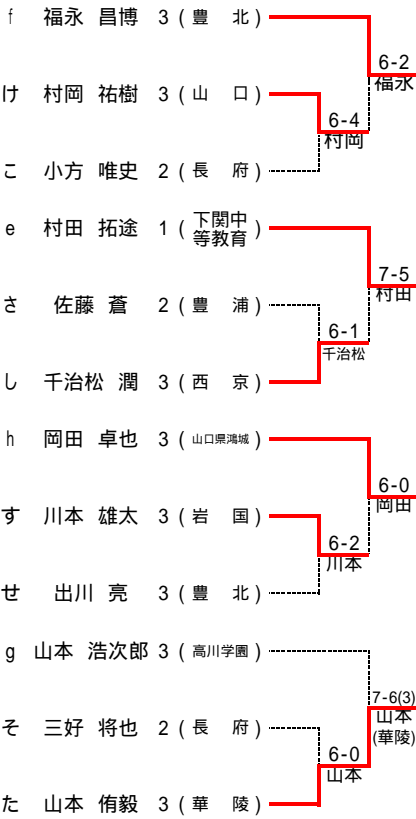 f 福永 昌博 3 ( 豊 北 )
6-2
福永
け 村岡 祐樹 3 ( 山 口 )
6-4
村岡
こ 小方 唯史 2 ( 長 府 )
e 村田 拓途 1 ( 下関中等教育 )
7-5
村田
さ 佐藤 蒼 2 ( 豊 浦 )
6-1
千治松
し 千治松 潤 3 ( 西 京 )
h 岡田 卓也 3 ( 山口県鴻城 )
6-0
岡田
す 川本 雄太 3 ( 岩 国 )
6-2
川本
せ 出川 亮 3 ( 豊 北 )
g 山本 浩次郎 3 ( 高川学園 )
7-6(3)
山本
(華陵)
そ 三好 将也 2 ( 長 府 )
6-0
山本
た 山本 侑毅 3 ( 華 陵 )